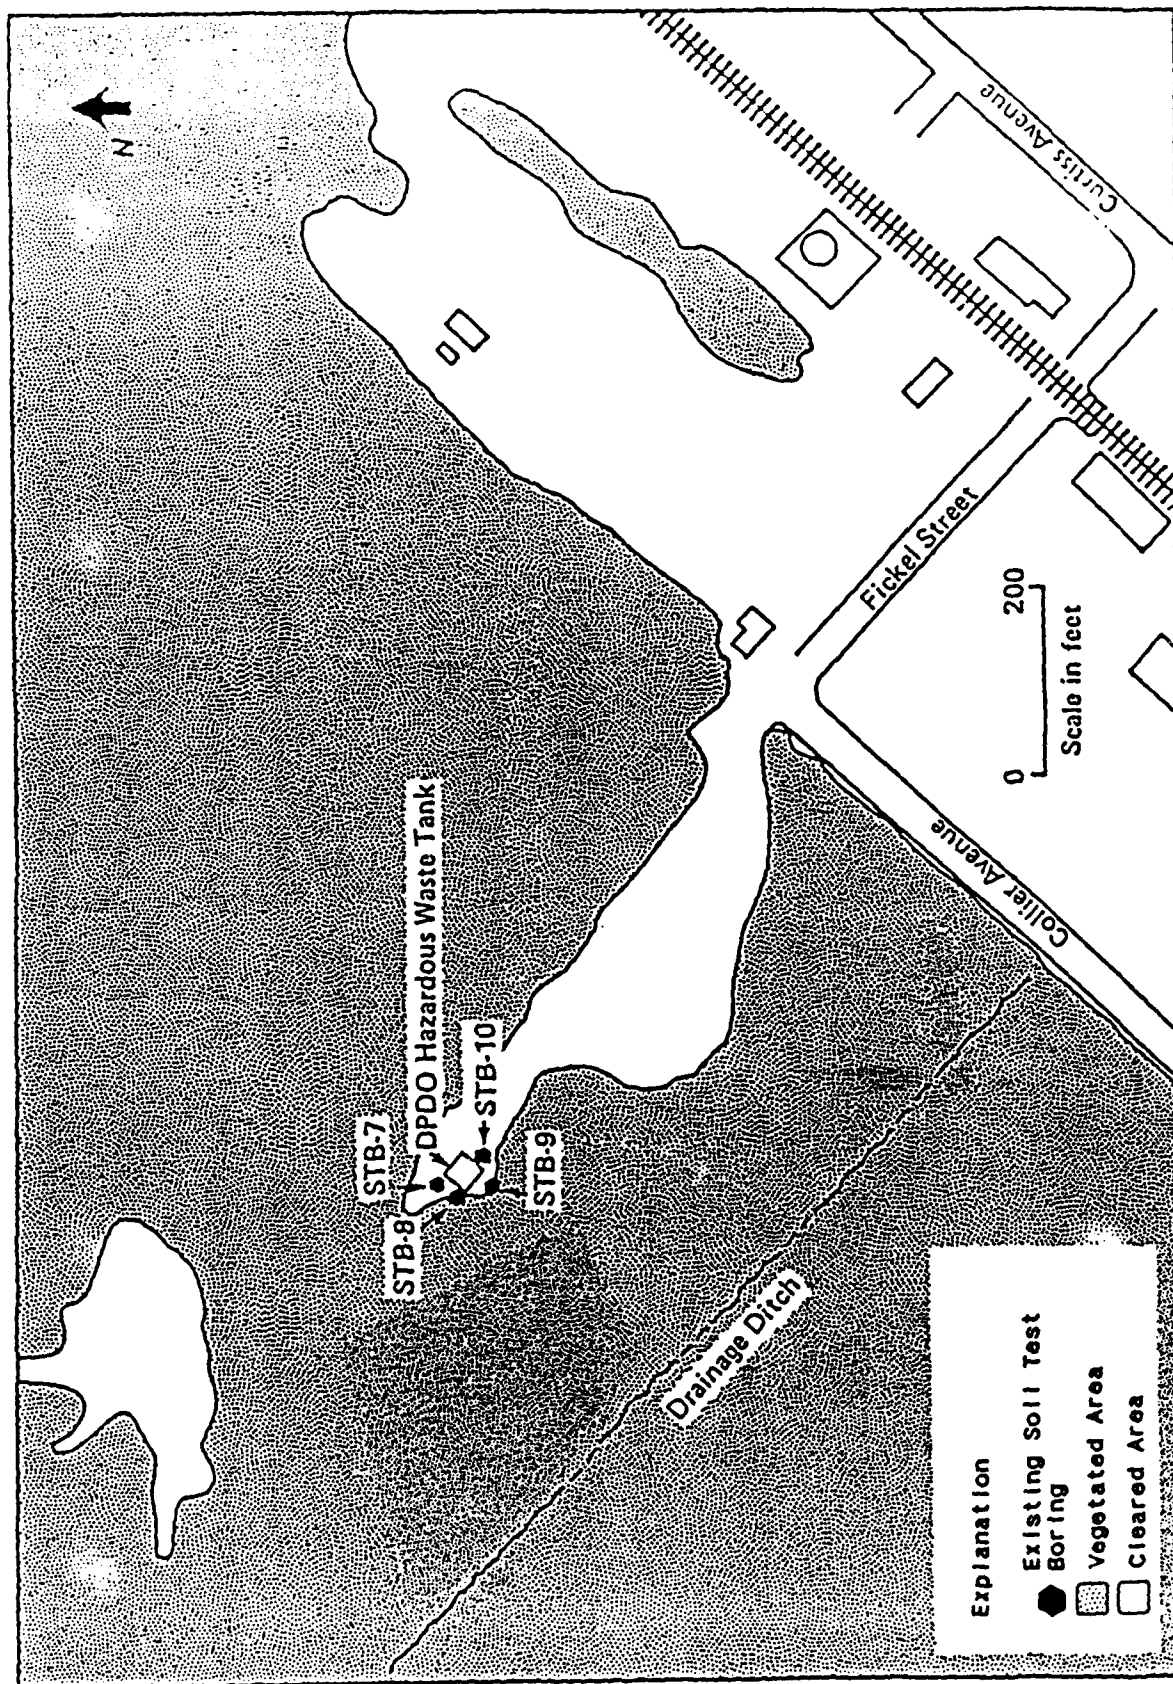 N
STB-7
DPDO Hazardous Waste Tank
STB-8
STB-10
STB-9
Drainage Ditch
Collier Avenue
Fickel Street
Curtiss Avenue
0 200
Scale in feet
Explanation
Existing Soil Test
Boring
Vegetated Area
Cleared Area